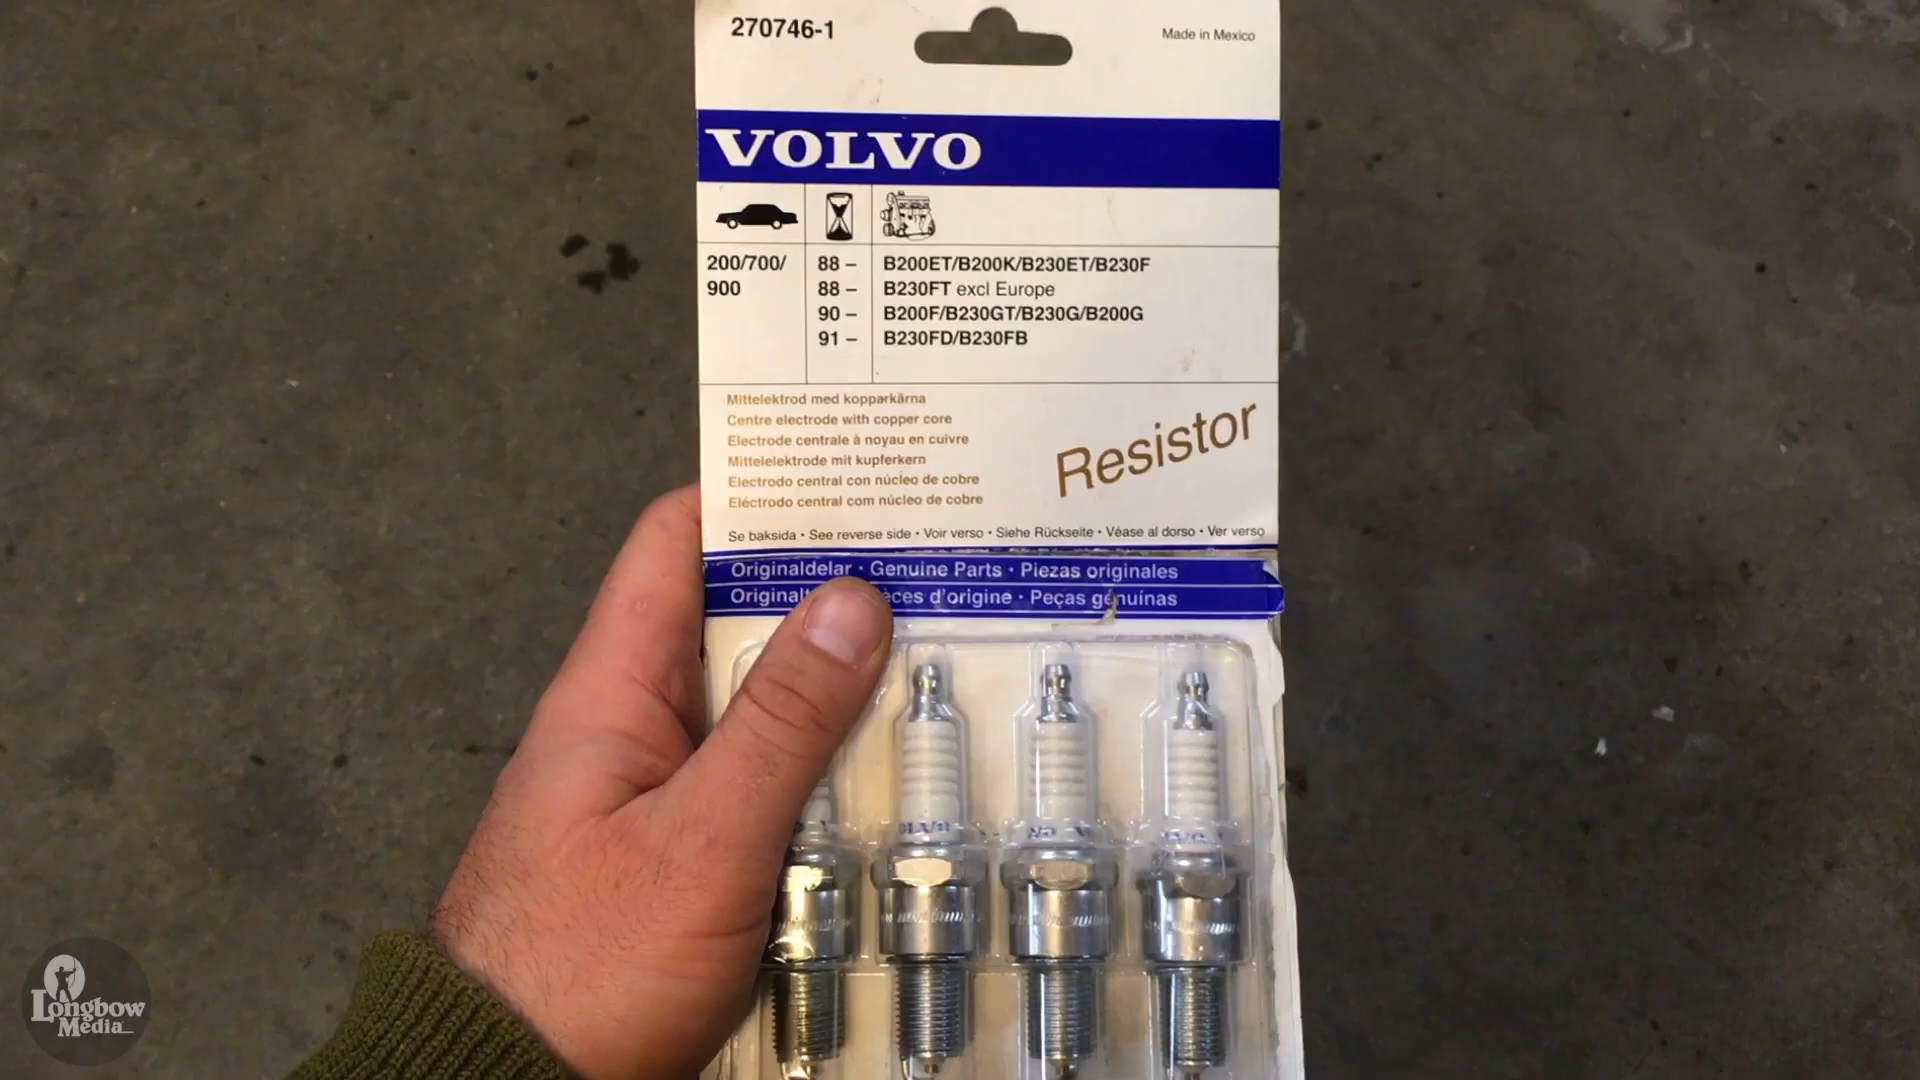 270746-1
Made in Mexico
VOLVO
200/700/
900
88 – B200ET/B200K/B230ET/B230F
88 – B230FT excl Europe
90 – B200F/B230GT/B230G/B200G
91 – B230FD/B230FB
Mittelektrod med kopparkärna
Centre electrode with copper core
Electrode centrale à noyau en cuivre
Mittelelektrode mit kupferkern
Electrodo central con núcleo de cobre
Eléctrodo central com núcleo de cobre
Resistor
Se baksida · See reverse side · Voir verso · Siehe Rückseite · Véase al dorso · Ver verso
Originaldelar · Genuine Parts · Piezas originales
d'origine · Peças genuínas
Longbow
Media